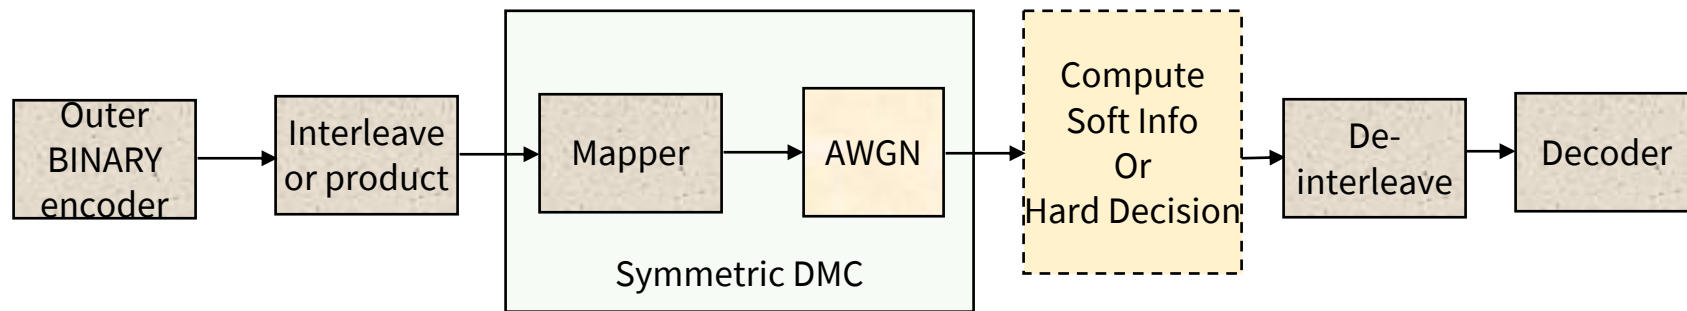 Outer
BINARY
encoder
Interleave
or product
Mapper
AWGN
Symmetric DMC
Compute
Soft Info
Or
Hard Decision
De-
interleave
Decoder